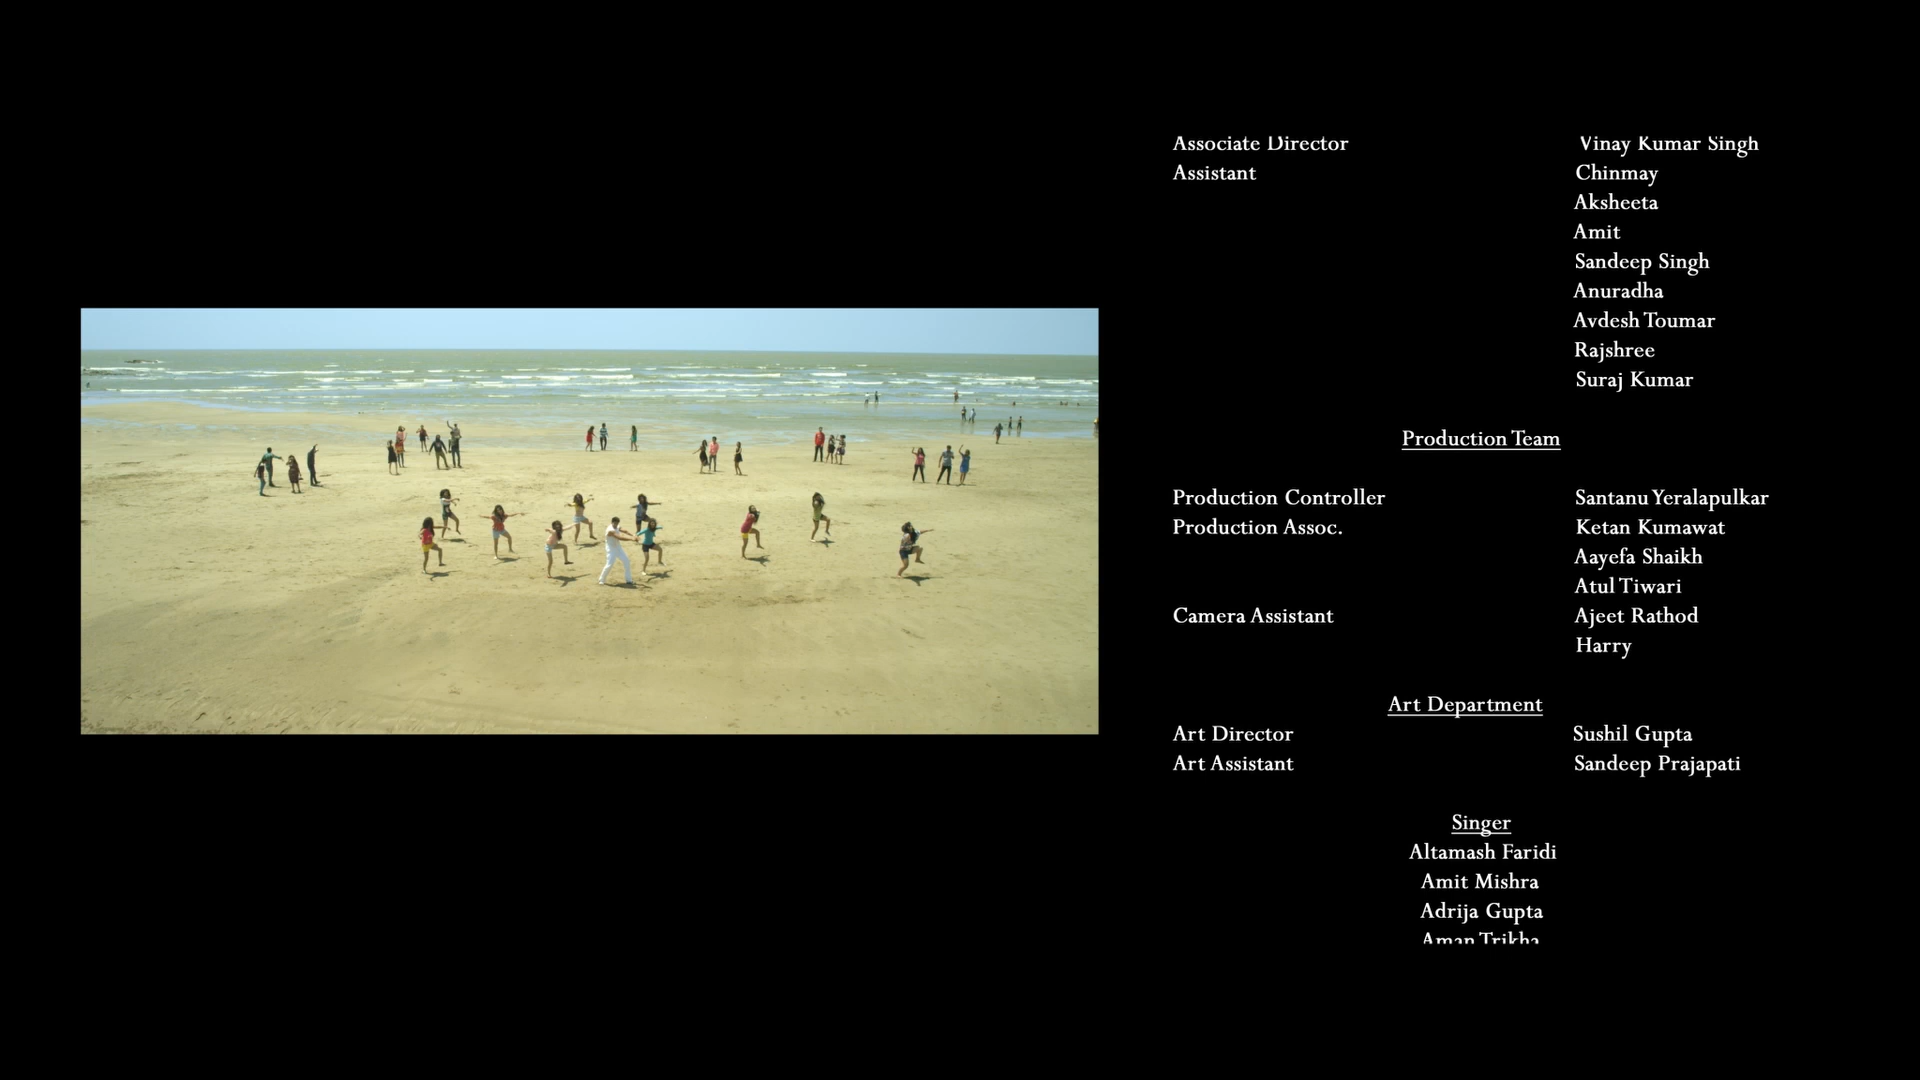 Associate Director Vinay Kumar Singh
Assistant Chinmay
Aksheeta
Amit
Sandeep Singh
Anuradha
Avdesh Toumar
Rajshree
Suraj Kumar
Production Team
Production Controller Santanu Yeralapulkar
Production Assoc. Ketan Kumawat
Aayefa Shaikh
Atul Tiwari
Camera Assistant Ajeet Rathod
Harry
Art Department
Art Director Sushil Gupta
Art Assistant Sandeep Prajapati
Singer
Altamash Faridi
Amit Mishra
Adrija Gupta
Aman Trikha